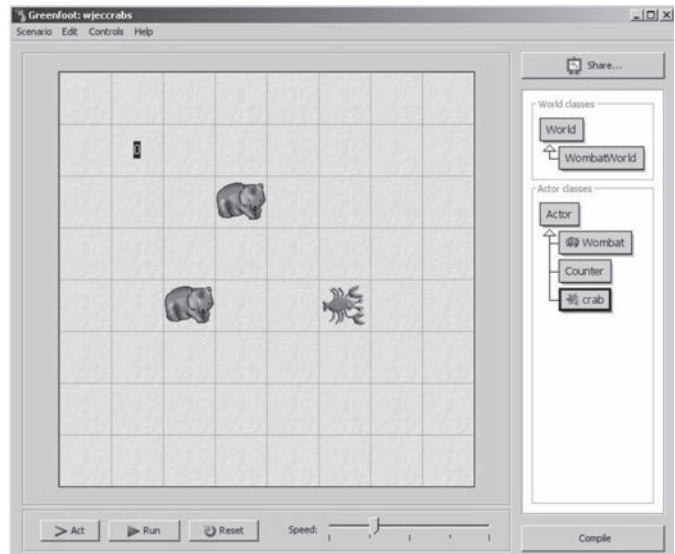 Greenfoot: wjeccrabs
Scenario Edit Controls Help
Share...
World classes
World
WombatWorld
0
Actor classes
Actor
Wombat
Counter
crab
Act
Run
Reset
Speed:
Compile